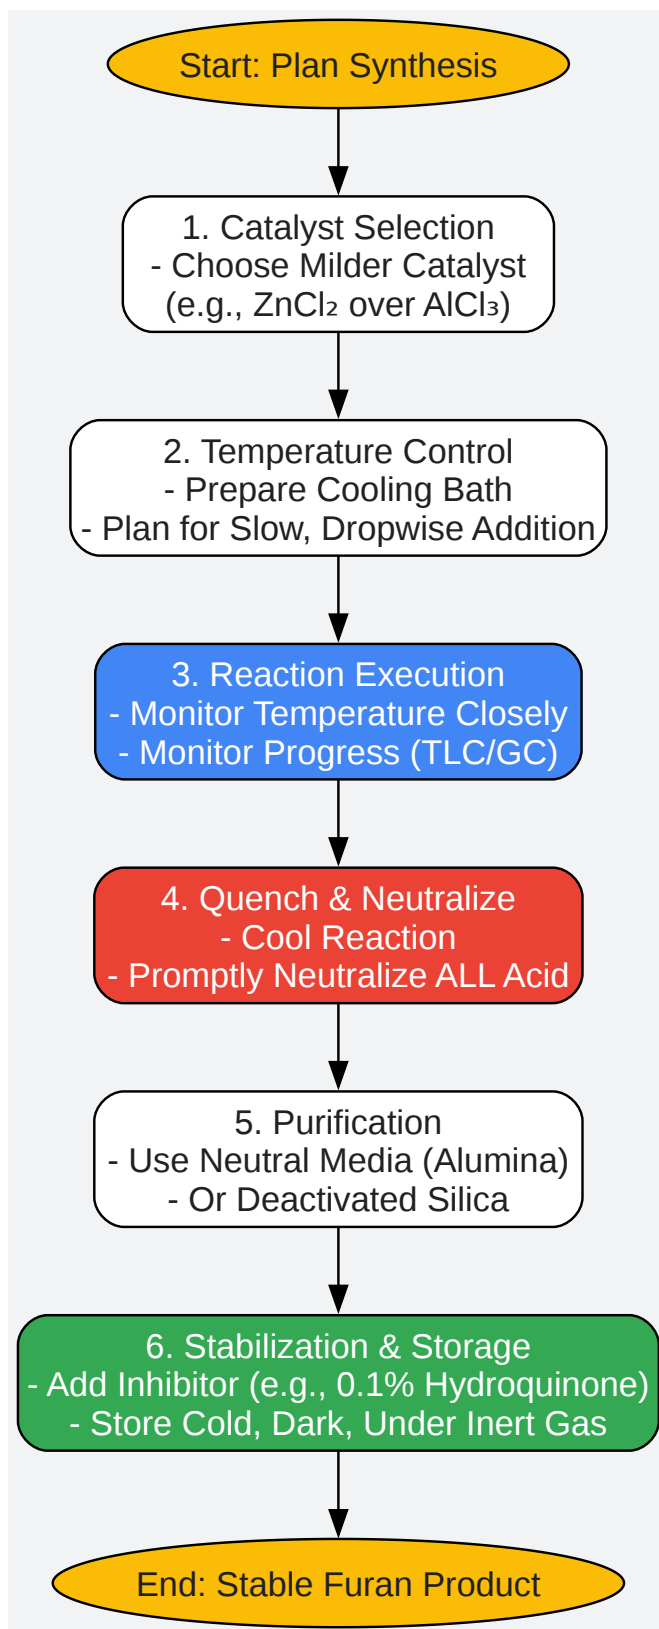 Start: Plan Synthesis
1. Catalyst Selection
- Choose Milder Catalyst
(e.g., ZnCl₂ over AlCl₃)
2. Temperature Control
- Prepare Cooling Bath
- Plan for Slow, Dropwise Addition
3. Reaction Execution
- Monitor Temperature Closely
- Monitor Progress (TLC/GC)
4. Quench & Neutralize
- Cool Reaction
- Promptly Neutralize ALL Acid
5. Purification
- Use Neutral Media (Alumina)
- Or Deactivated Silica
6. Stabilization & Storage
- Add Inhibitor (e.g., 0.1% Hydroquinone)
- Store Cold, Dark, Under Inert Gas
End: Stable Furan Product